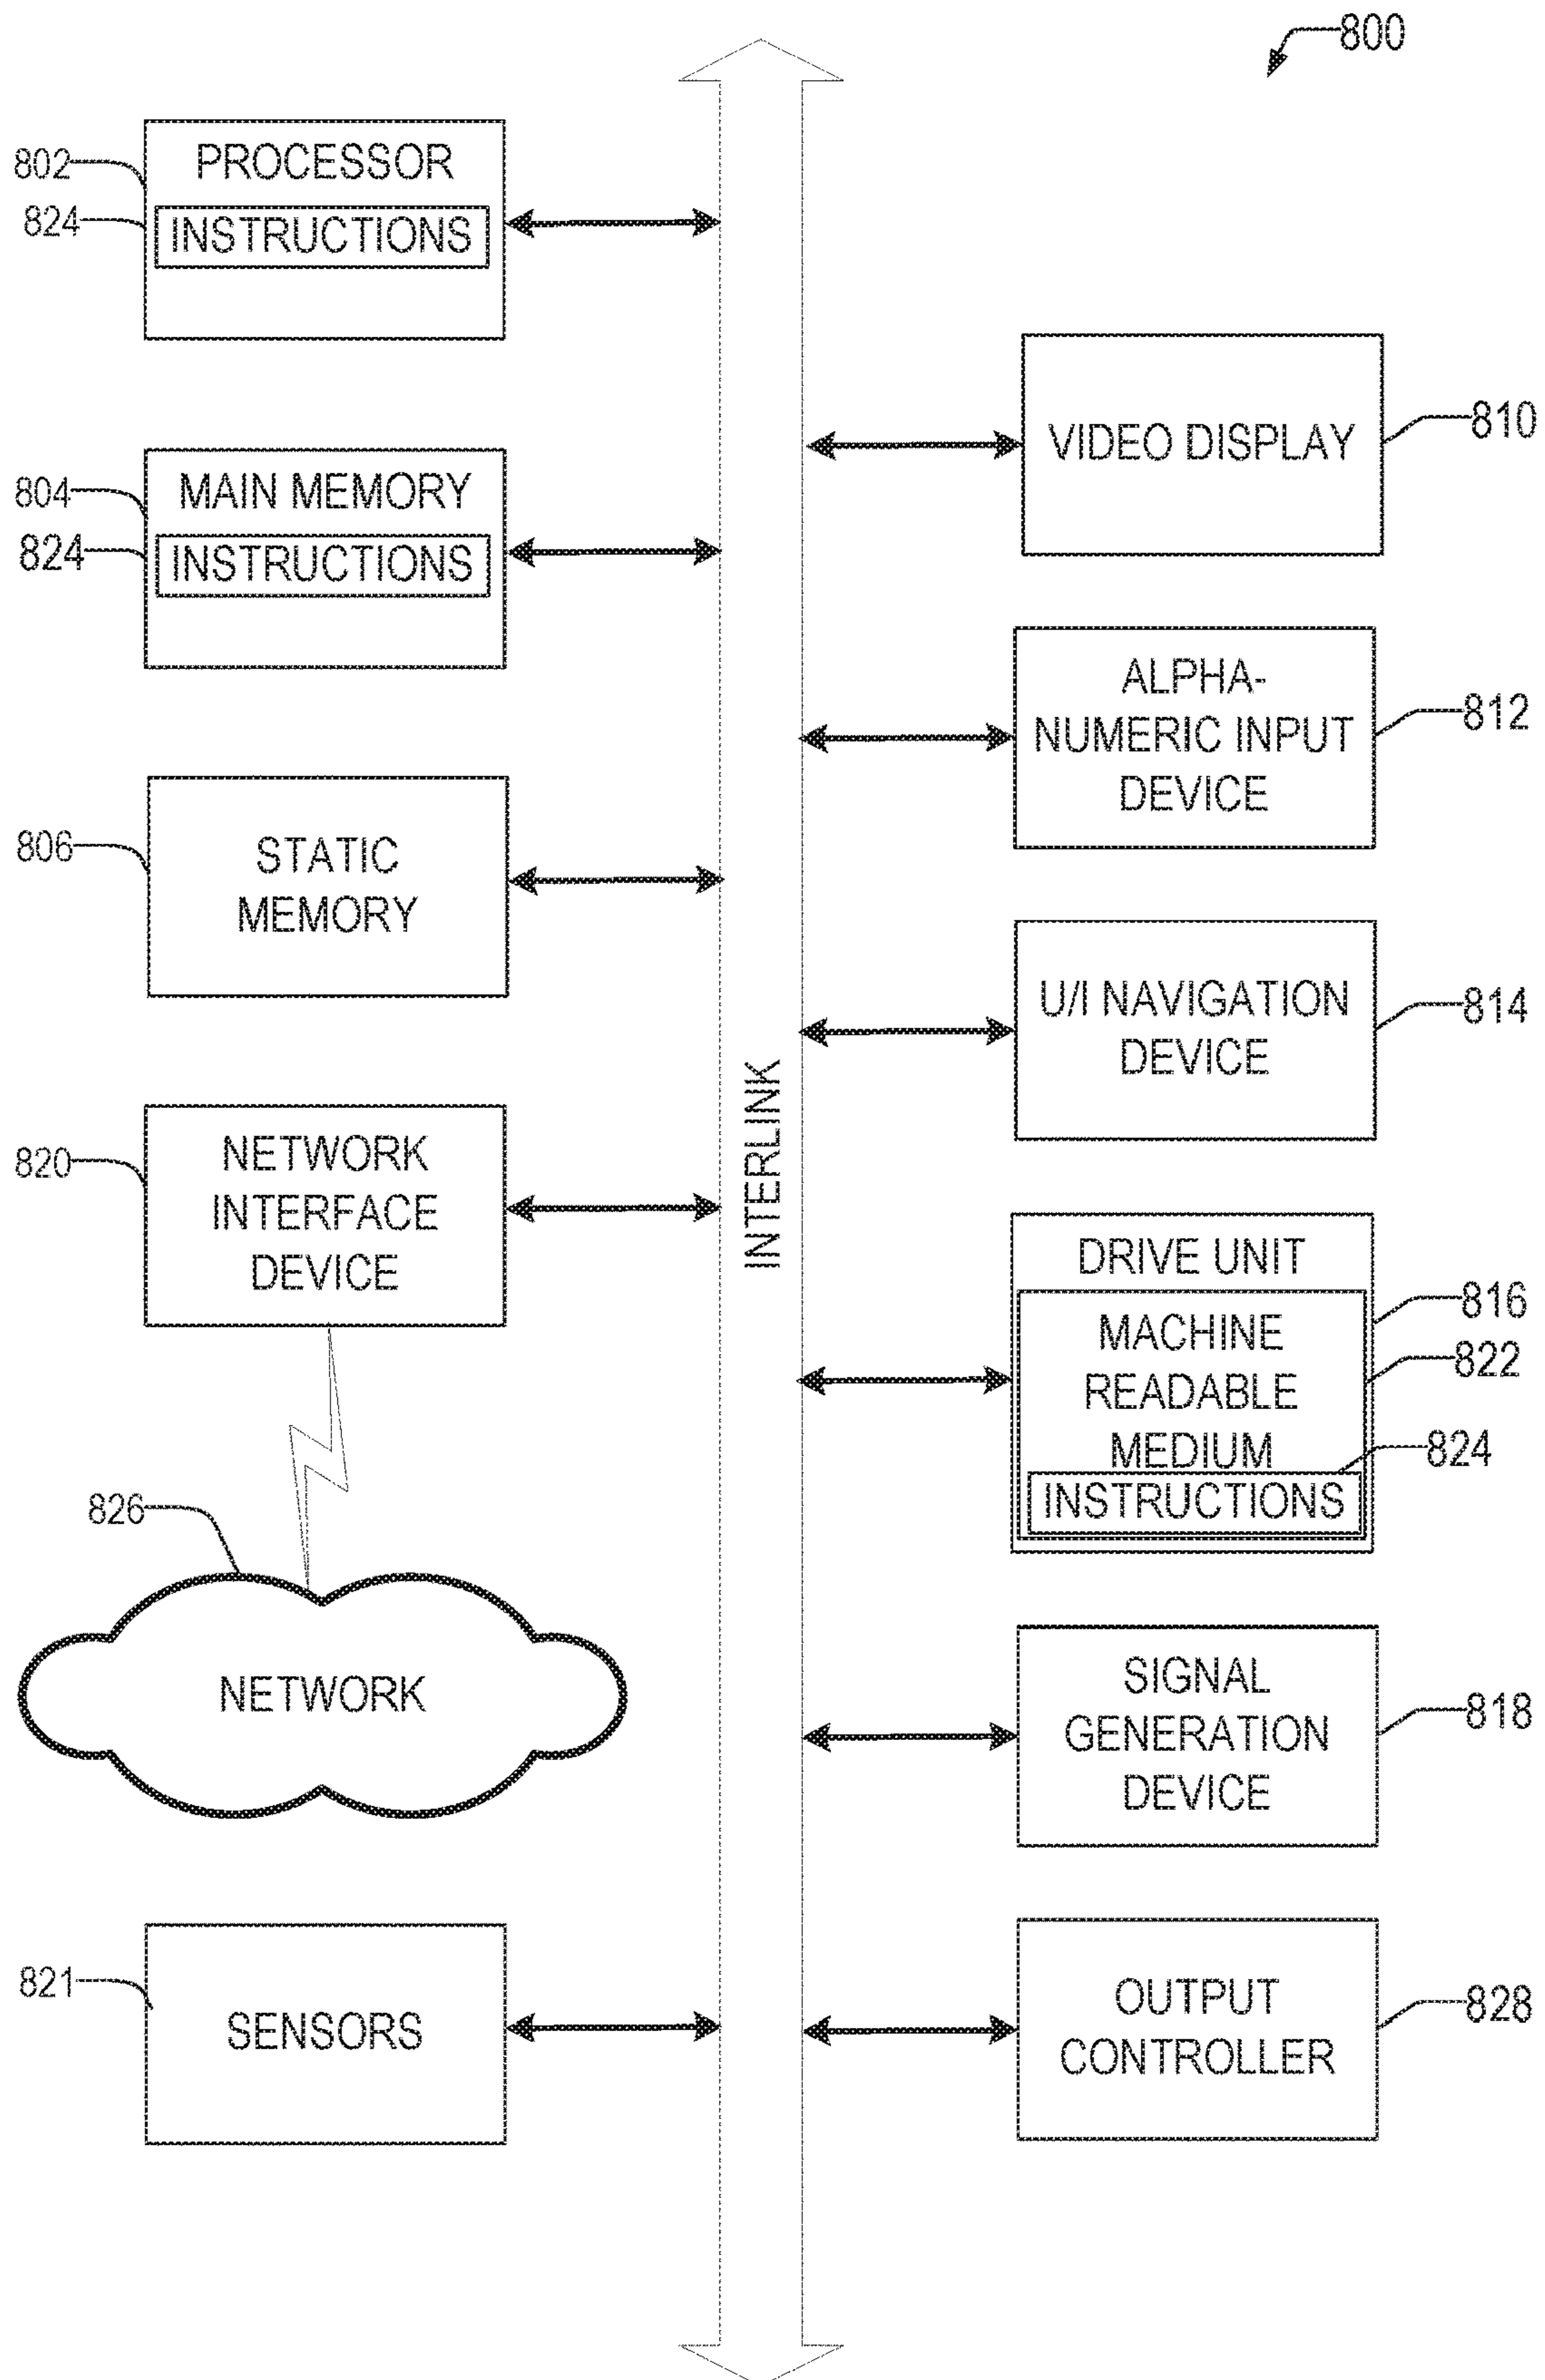 800
802
PROCESSOR
824
INSTRUCTIONS
804
MAIN MEMORY
824
INSTRUCTIONS
806
STATIC
MEMORY
820
NETWORK
INTERFACE
DEVICE
826
NETWORK
821
SENSORS
INTERLINK
VIDEO DISPLAY
810
ALPHA-
NUMERIC INPUT
DEVICE
812
U/I NAVIGATION
DEVICE
814
DRIVE UNIT
816
MACHINE
READABLE
MEDIUM
822
824
INSTRUCTIONS
SIGNAL
GENERATION
DEVICE
818
OUTPUT
CONTROLLER
828